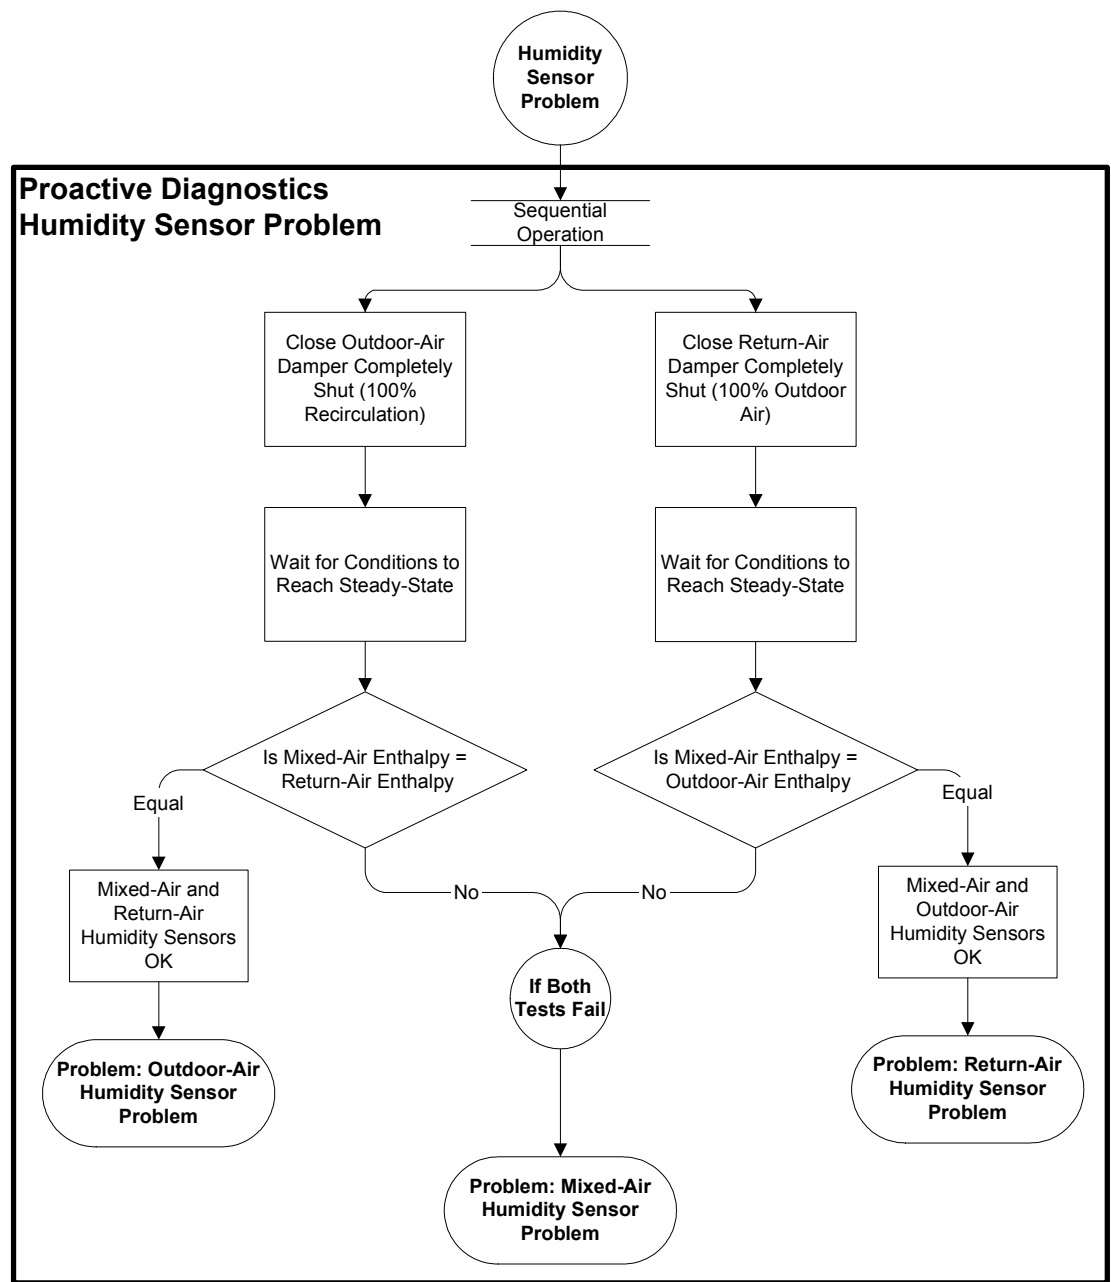 Humidity
Sensor
Problem
Proactive Diagnostics
Humidity Sensor Problem
Sequential
Operation
Close Outdoor-Air
Damper Completely
Shut (100%
Recirculation)
Close Return-Air
Damper Completely
Shut (100% Outdoor
Air)
Wait for Conditions to
Reach Steady-State
Wait for Conditions to
Reach Steady-State
Is Mixed-Air Enthalpy =
Return-Air Enthalpy
Is Mixed-Air Enthalpy =
Outdoor-Air Enthalpy
Equal
Equal
No
No
Mixed-Air and
Return-Air
Humidity Sensors
OK
Mixed-Air and
Outdoor-Air
Humidity Sensors
OK
If Both
Tests Fail
Problem: Outdoor-Air
Humidity Sensor
Problem
Problem: Return-Air
Humidity Sensor
Problem
Problem: Mixed-Air
Humidity Sensor
Problem